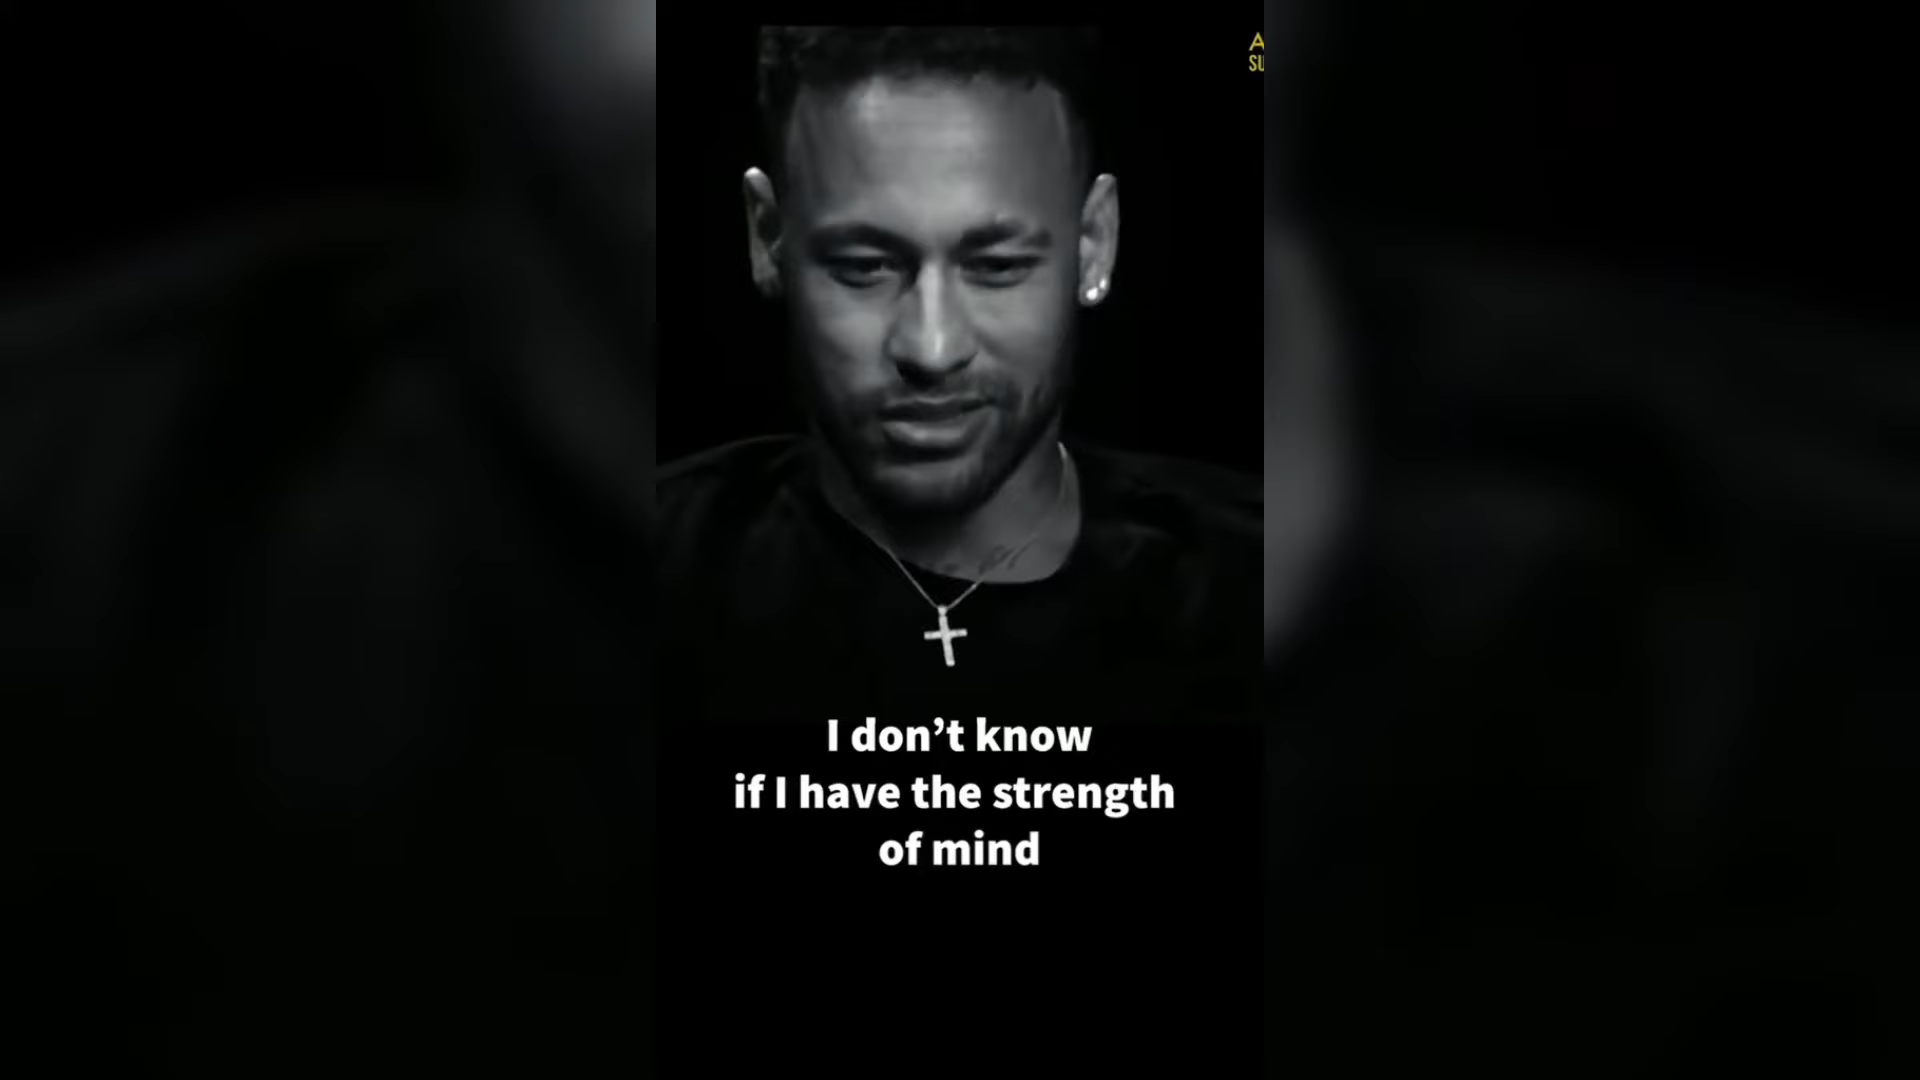 I don’t know
if I have the strength
of mind